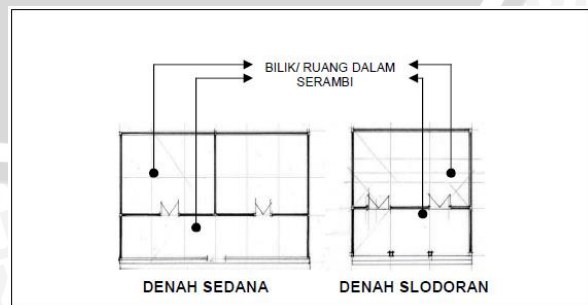 BILIK/ RUANG DALAM
SERAMBI
DENAH SEDANA
DENAH SLODORAN